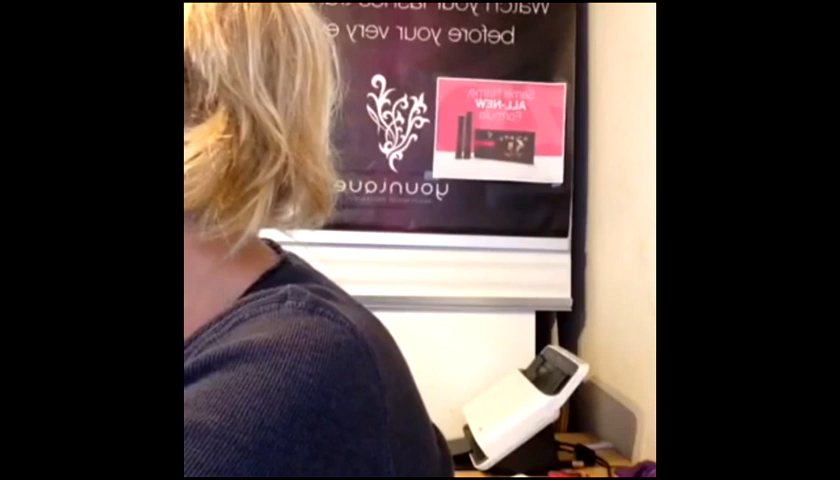 watch your lashes
before your very
Same Name,
ALL-NEW
Formula
younique